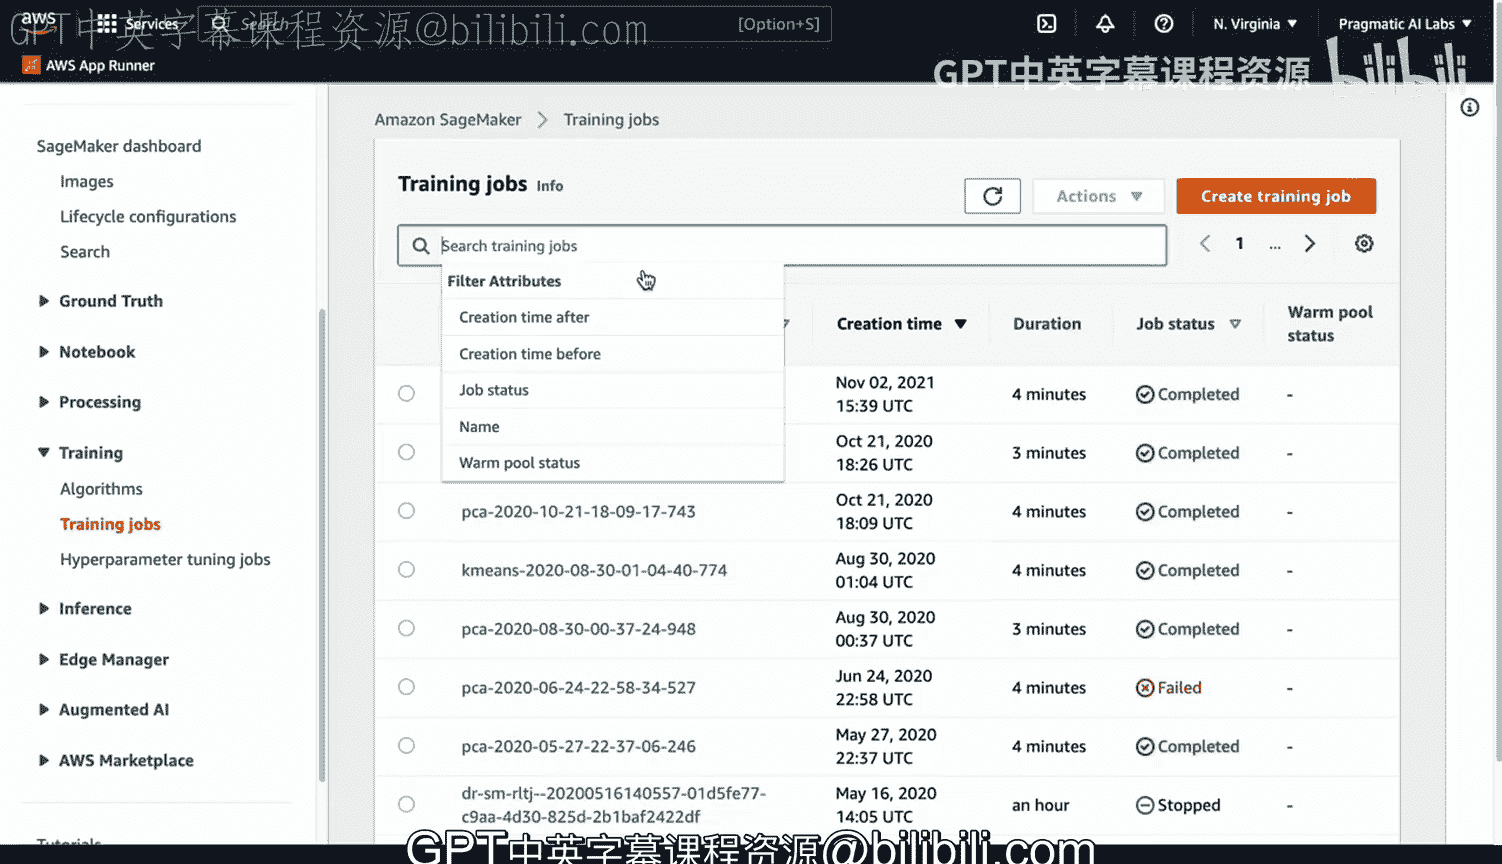 aws
Services
Search
[Option+S]
N. Virginia
Pragmatic AI Labs
GPT中英字幕课程资源@bilibili.com
AWS App Runner
GPT中英字幕课程资源 bilibili
SageMaker dashboard
Images
Lifecycle configurations
Search
Ground Truth
Notebook
Processing
Training
Algorithms
Training jobs
Hyperparameter tuning jobs
Inference
Edge Manager
Augmented AI
AWS Marketplace
Tutorials
Amazon SageMaker > Training jobs
Training jobs Info
Actions
Create training job
Search training jobs
1 ...
Filter Attributes
Creation time after
Creation time before
Job status
Name
Warm pool status
Creation time Duration Job status Warm pool status
Nov 02, 2021 15:39 UTC 4 minutes Completed -
Oct 21, 2020 18:26 UTC 3 minutes Completed -
pca-2020-10-21-18-09-17-743 Oct 21, 2020 18:09 UTC 4 minutes Completed -
kmeans-2020-08-30-01-04-40-774 Aug 30, 2020 01:04 UTC 4 minutes Completed -
pca-2020-08-30-00-37-24-948 Aug 30, 2020 00:37 UTC 3 minutes Completed -
pca-2020-06-24-22-58-34-527 Jun 24, 2020 22:58 UTC 4 minutes Failed -
pca-2020-05-27-22-37-06-246 May 27, 2020 22:37 UTC 4 minutes Completed -
dr-sm-rltj--20200516140557-01d5fe77-c9aa-4d30-825d-2b1baf2422df May 16, 2020 14:05 UTC an hour Stopped -
GPT中英字幕课程资源@bilibili.com